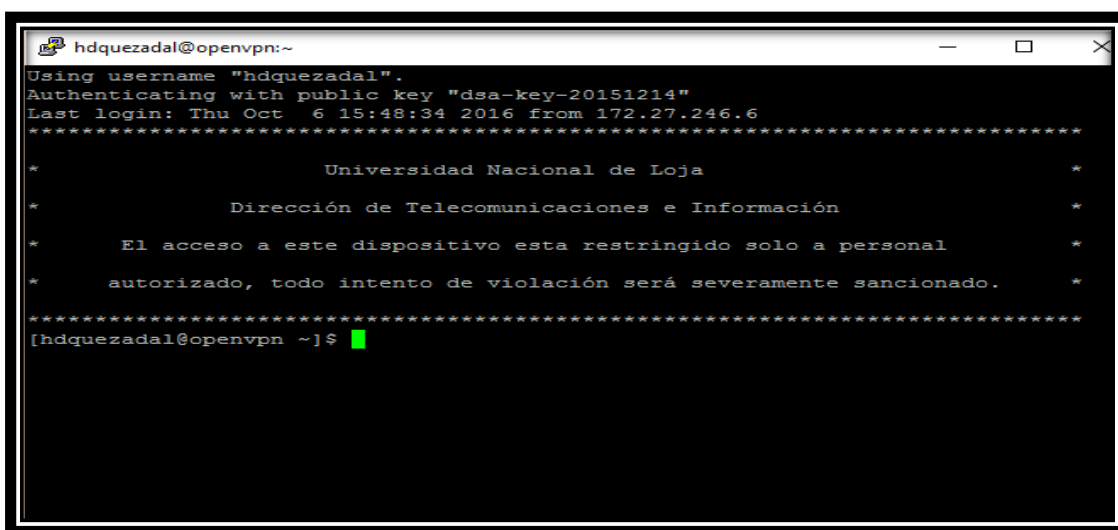 hdquezadal@openvpn:~
Using username "hdquezadal".
Authenticating with public key "dsa-key-20151214"
Last login: Thu Oct  6 15:48:34 2016 from 172.27.246.6
******************************************************************************
*                      Universidad Nacional de Loja                           *
*               Dirección de Telecomunicaciones e Información                 *
*      El acceso a este dispositivo esta restringido solo a personal          *
*     autorizado, todo intento de violación será severamente sancionado.      *
******************************************************************************
[hdquezadal@openvpn ~]$